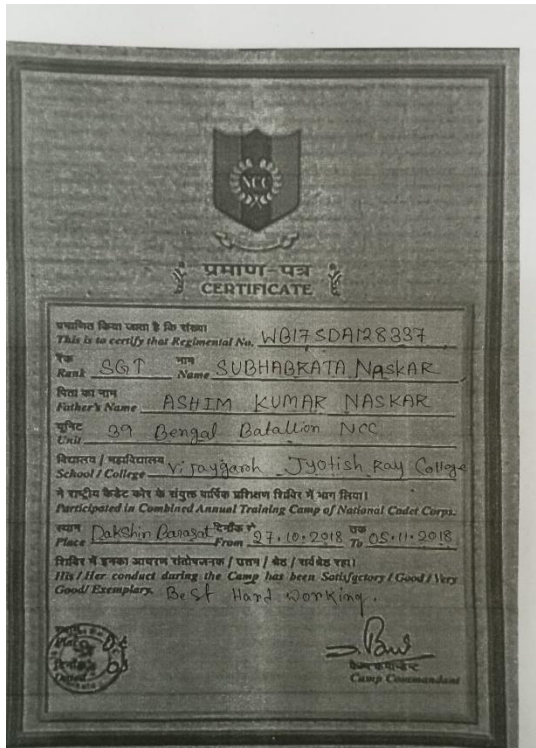 NCC
प्रमाण-पत्र
CERTIFICATE
प्रमाणित किया जाता है कि संख्या
This is to certify that Regimental No. WB17SDA128337
रैंक नाम
Rank SGT Name SUBHABRATA NASKAR
पिता का नाम
Father's Name ASHIM KUMAR NASKAR
यूनिट
Unit 39 Bengal Batallion NCC
विद्यालय / महाविद्यालय
School / College Vijaygarh Jyotish Ray College
ने राष्ट्रीय कैडेट कोर के संयुक्त वार्षिक प्रशिक्षण शिविर में भाग लिया।
Participated in Combined Annual Training Camp of National Cadet Corps.
स्थान दिनाँक से तक
Place Dakshin Barasat From 27.10.2018 To 05.11.2018
शिविर में इनका आचरण संतोषजनक / उत्तम / श्रेष्ठ / सर्वश्रेष्ठ रहा।
His / Her conduct during the Camp has been Satisfactory / Good / Very
Good/ Exemplary. Best Hard Working.
कैम्प कमान्डेन्ट
Camp Commandant